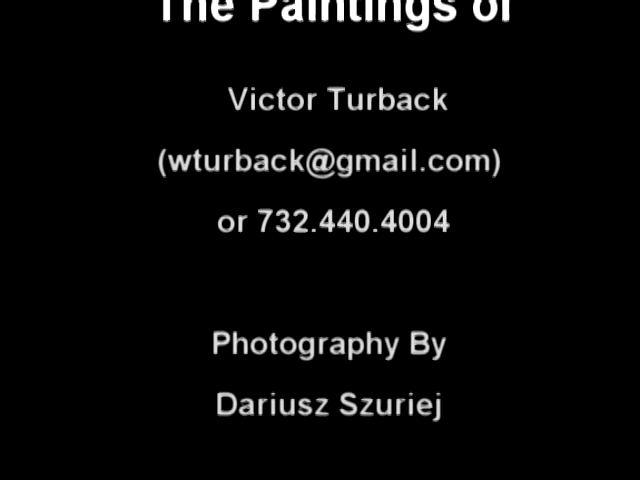 The Paintings of
Victor Turback
(wturback@gmail.com)
or 732.440.4004
Photography By
Dariusz Szuriej